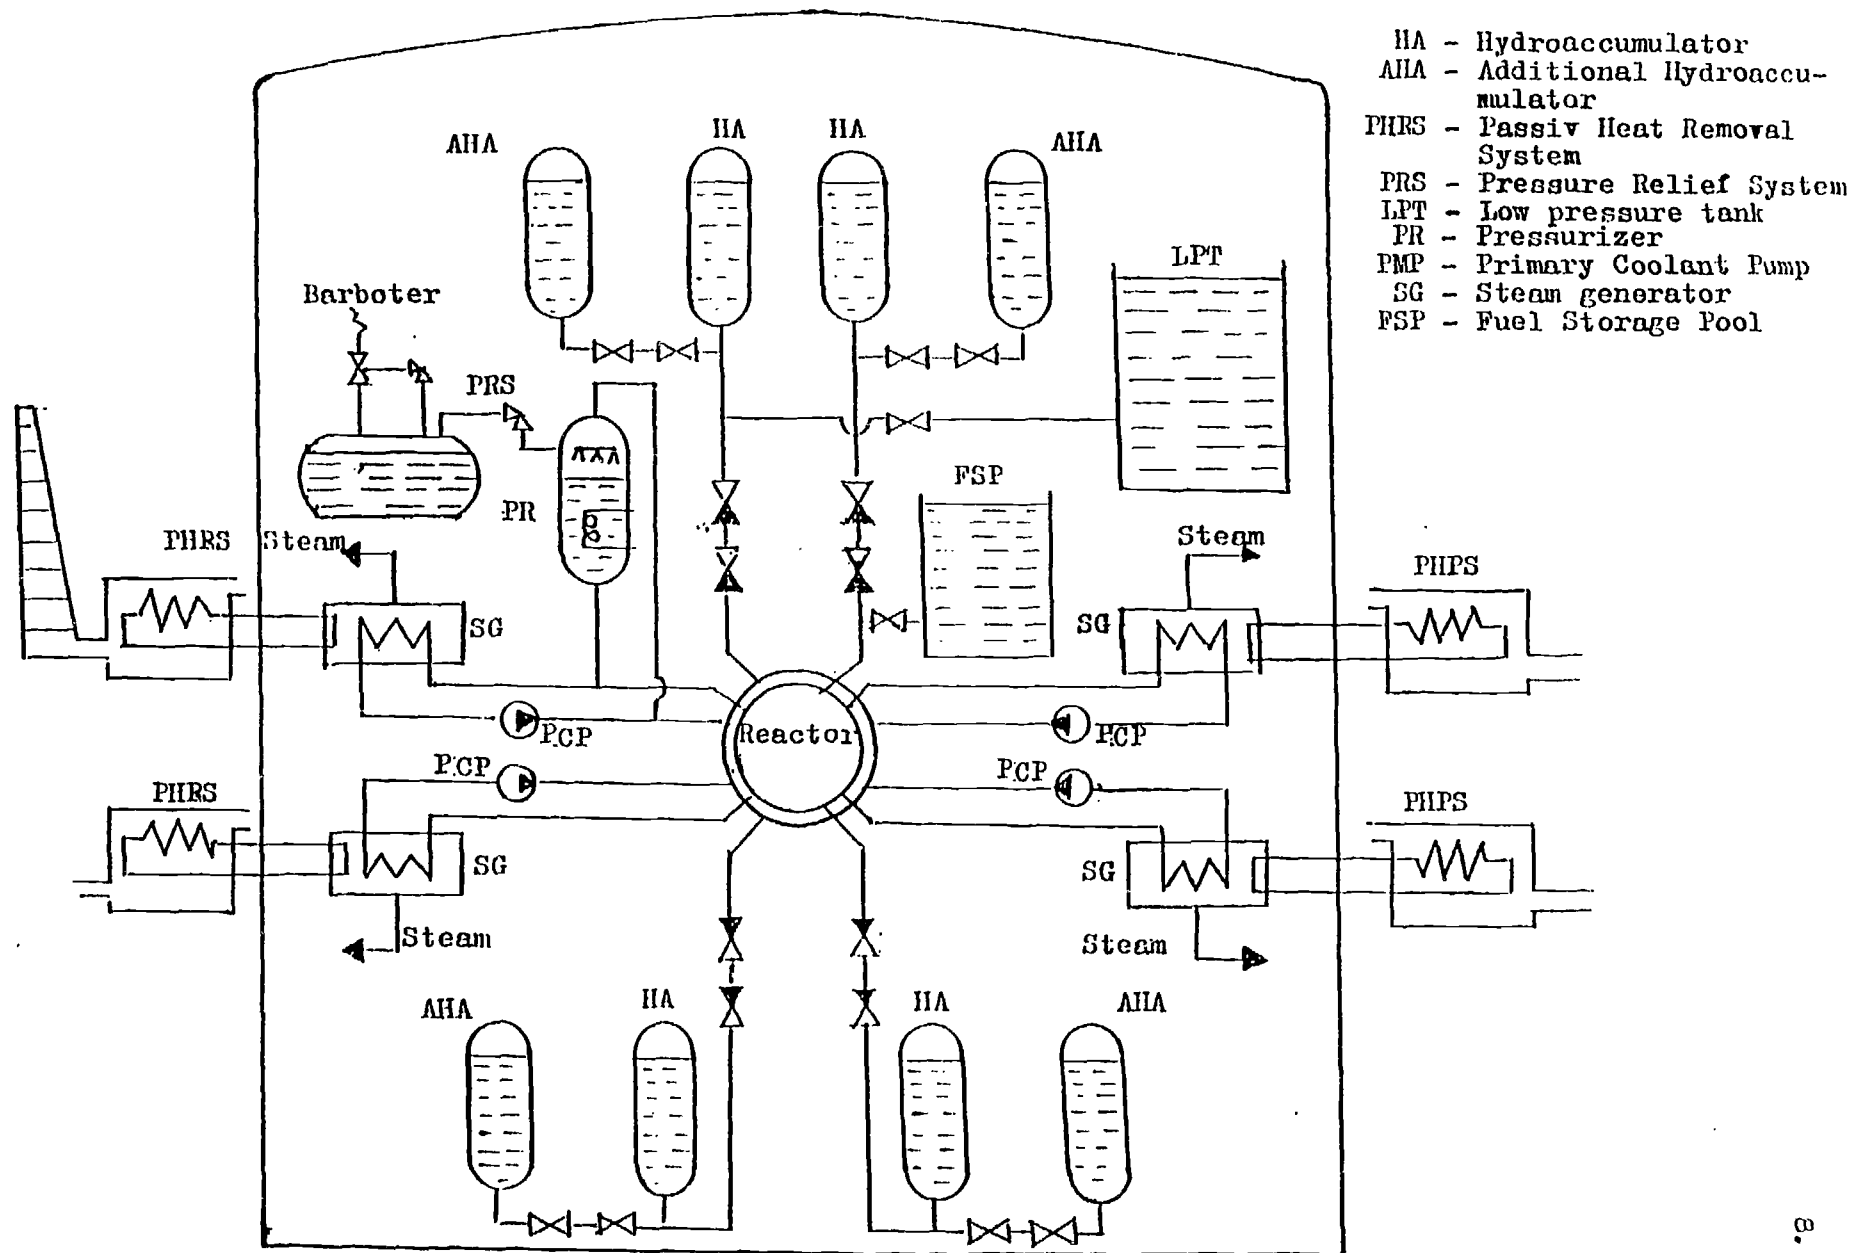 HA - Hydroaccumulator
AHA - Additional Hydroaccu-
mulator
PHRS - Passiv Heat Removal
System
PRS - Pressure Relief System
LPT - Low pressure tank
PR - Pressurizer
PMP - Primary Coolant Pump
SG - Steam generator
FSP - Fuel Storage Pool
AHA
HA
HA
AHA
LPT
Barboter
PRS
FSP
PR
PHRS
Steam
Steam
PHPS
SG
SG
PCP
Reactor
PCP
PCP
PCP
PHRS
PHPS
SG
SG
Steam
Steam
AHA
HA
HA
AHA
8.